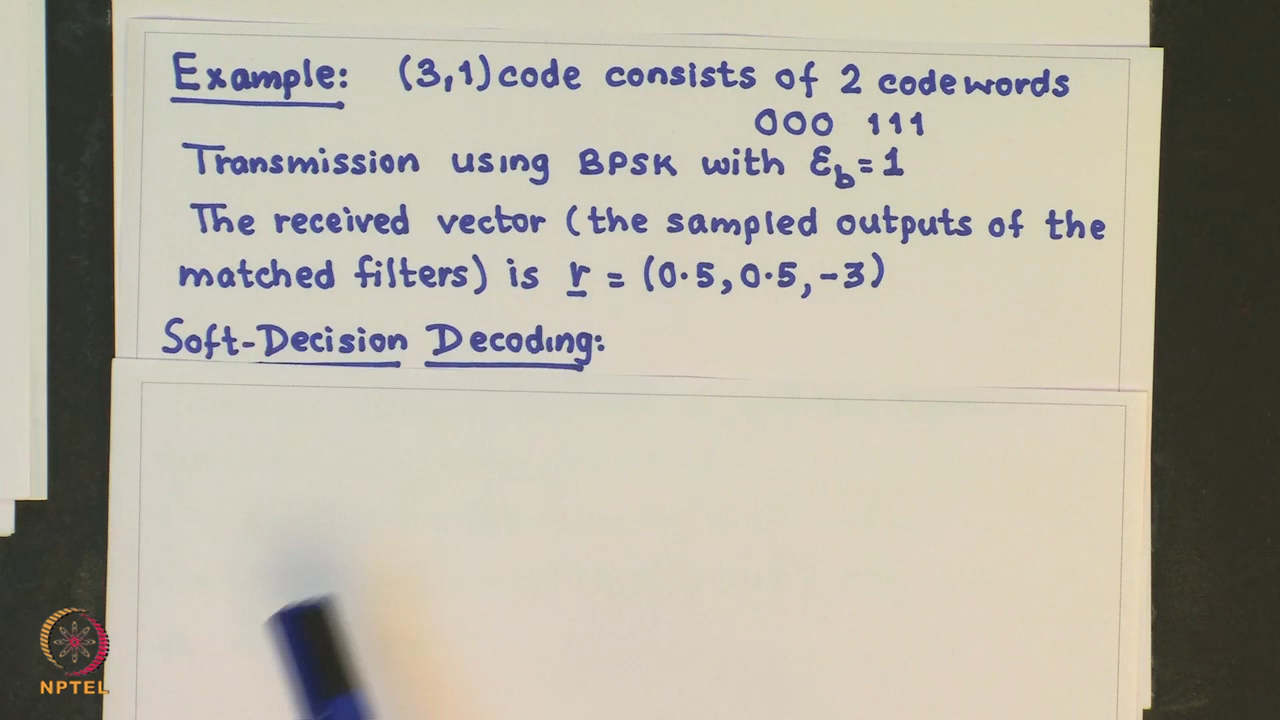 Example: (3,1) code consists of 2 codewords
000 111
Transmission using BPSK with Ɛb=1
The received vector (the sampled outputs of the
matched filters) is r = (0.5, 0.5, -3)
Soft-Decision Decoding:
NPTEL